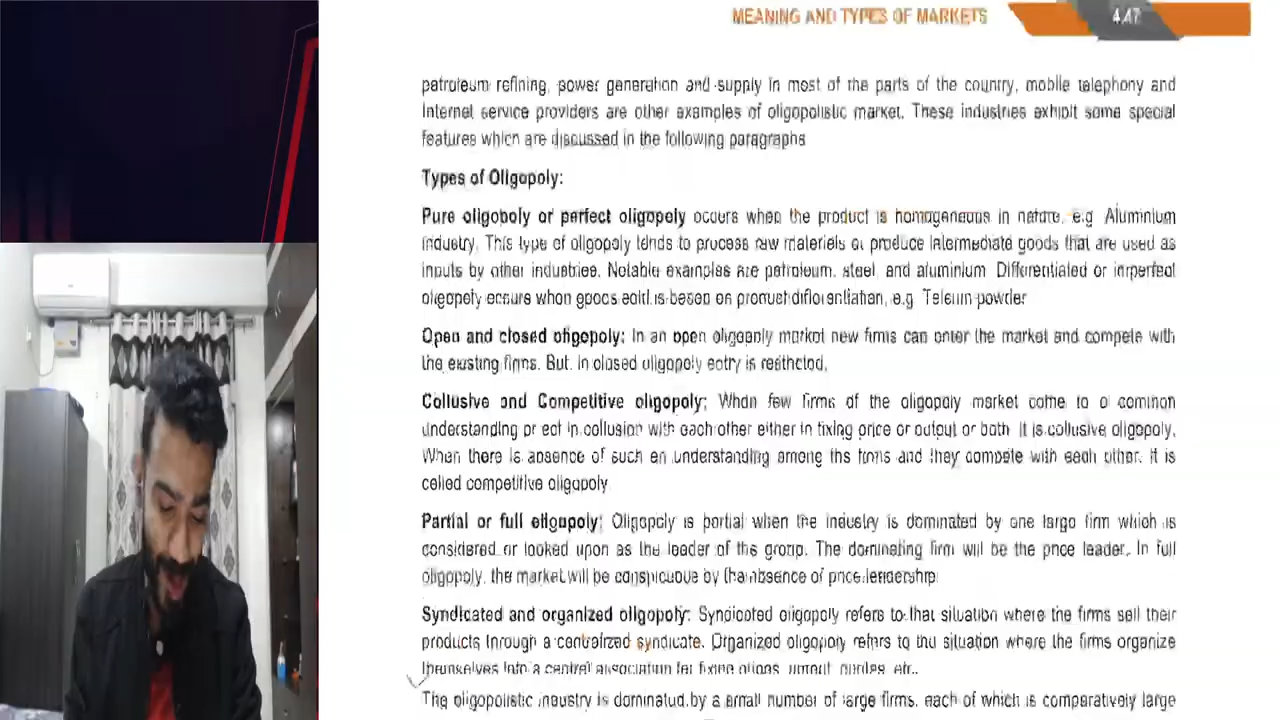 MEANING AND TYPES OF MARKETS 4.47
petroleum refining, power generation and supply in most of the parts of the country, mobile telephony and
Internet service providers are other examples of oligopolistic market. These industries exhibit some special
features which are discussed in the following paragraphs
Types of Oligopoly:
Pure oligopoly or perfect oligopoly occurs when the product is homogeneous in nature, e.g Aluminium
industry. This type of oligopoly tends to process raw materials or produce intermediate goods that are used as
inputs by other industries. Notable examples are petroleum, steel, and aluminium Differentiated or imperfect
oligopoly occurs when goods sold is based on product differentiation, e.g Talcum powder
Open and closed oligopoly: In an open oligopoly market new firms can enter the market and compete with
the existing firms. But, in closed oligopoly entry is restricted.
Collusive and Competitive oligopoly: When few firms of the oligopoly market come to a common
understanding or act in collusion with each other either in fixing price or output or both it is collusive oligopoly.
When there is absence of such an understanding among the firms and they compete with each other, it is
called competitive oligopoly
Partial or full oligopoly: Oligopoly is partial when the industry is dominated by one large firm which is
considered or looked upon as the leader of the group. The dominating firm will be the price leader. In full
oligopoly, the market will be conspicuous by the absence of price leadership
Syndicated and organized oligopoly: Syndicated oligopoly refers to that situation where the firms sell their
products through a centralized syndicate. Organized oligopoly refers to the situation where the firms organize
themselves into a central association for fixing prices, output, quotas, etc.
The oligopolistic industry is dominated by a small number of large firms, each of which is comparatively large